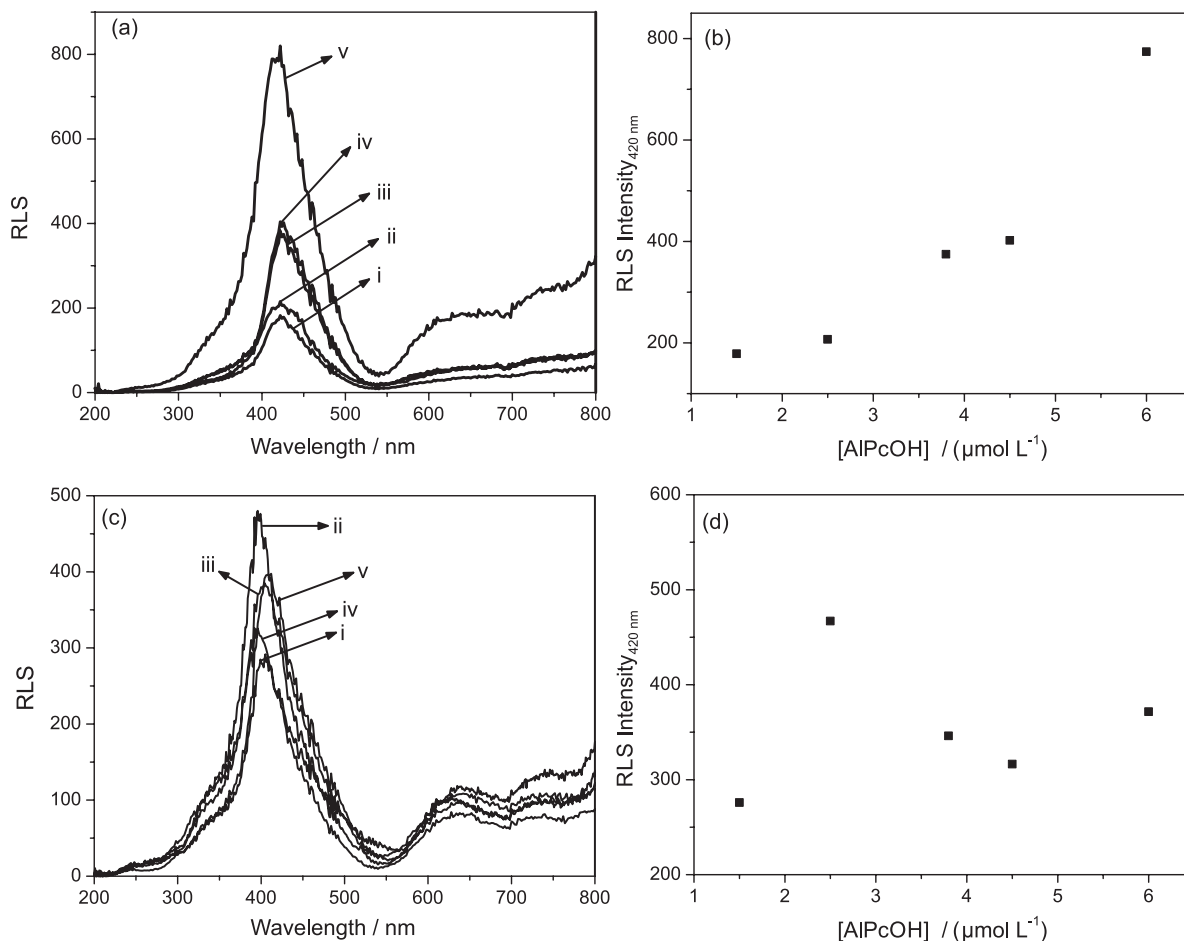 (a)
800
600
400
200
0
RLS
v
iv
iii
ii
i
200 300 400 500 600 700 800
Wavelength / nm
(b)
800
600
400
200
RLS Intensity420 nm
1 2 3 4 5 6
[AlPcOH] / (µmol L-1)
(c)
500
400
300
200
100
0
RLS
ii
iii
v
iv
i
200 300 400 500 600 700 800
Wavelength / nm
(d)
600
500
400
300
200
RLS Intensity420 nm
1 2 3 4 5 6
[AlPcOH] / (µmol L-1)